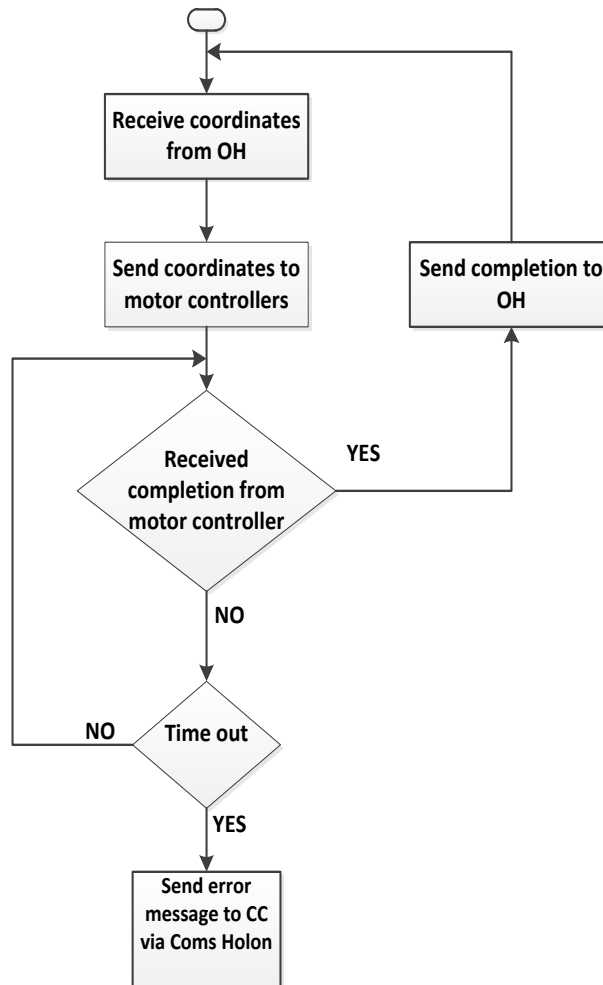 Receive coordinates
from OH
Send coordinates to
motor controllers
Send completion to
OH
Received
completion from
motor controller
YES
NO
Time out
NO
YES
Send error
message to CC
via Coms Holon